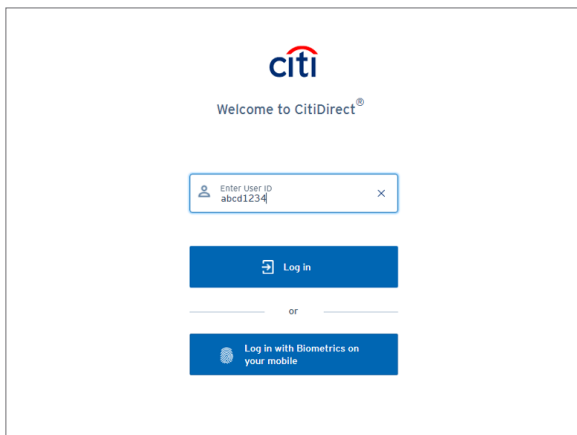 citi
Welcome to CitiDirect®
Enter User ID
abcd1234
Log in
or
Log in with Biometrics on
your mobile